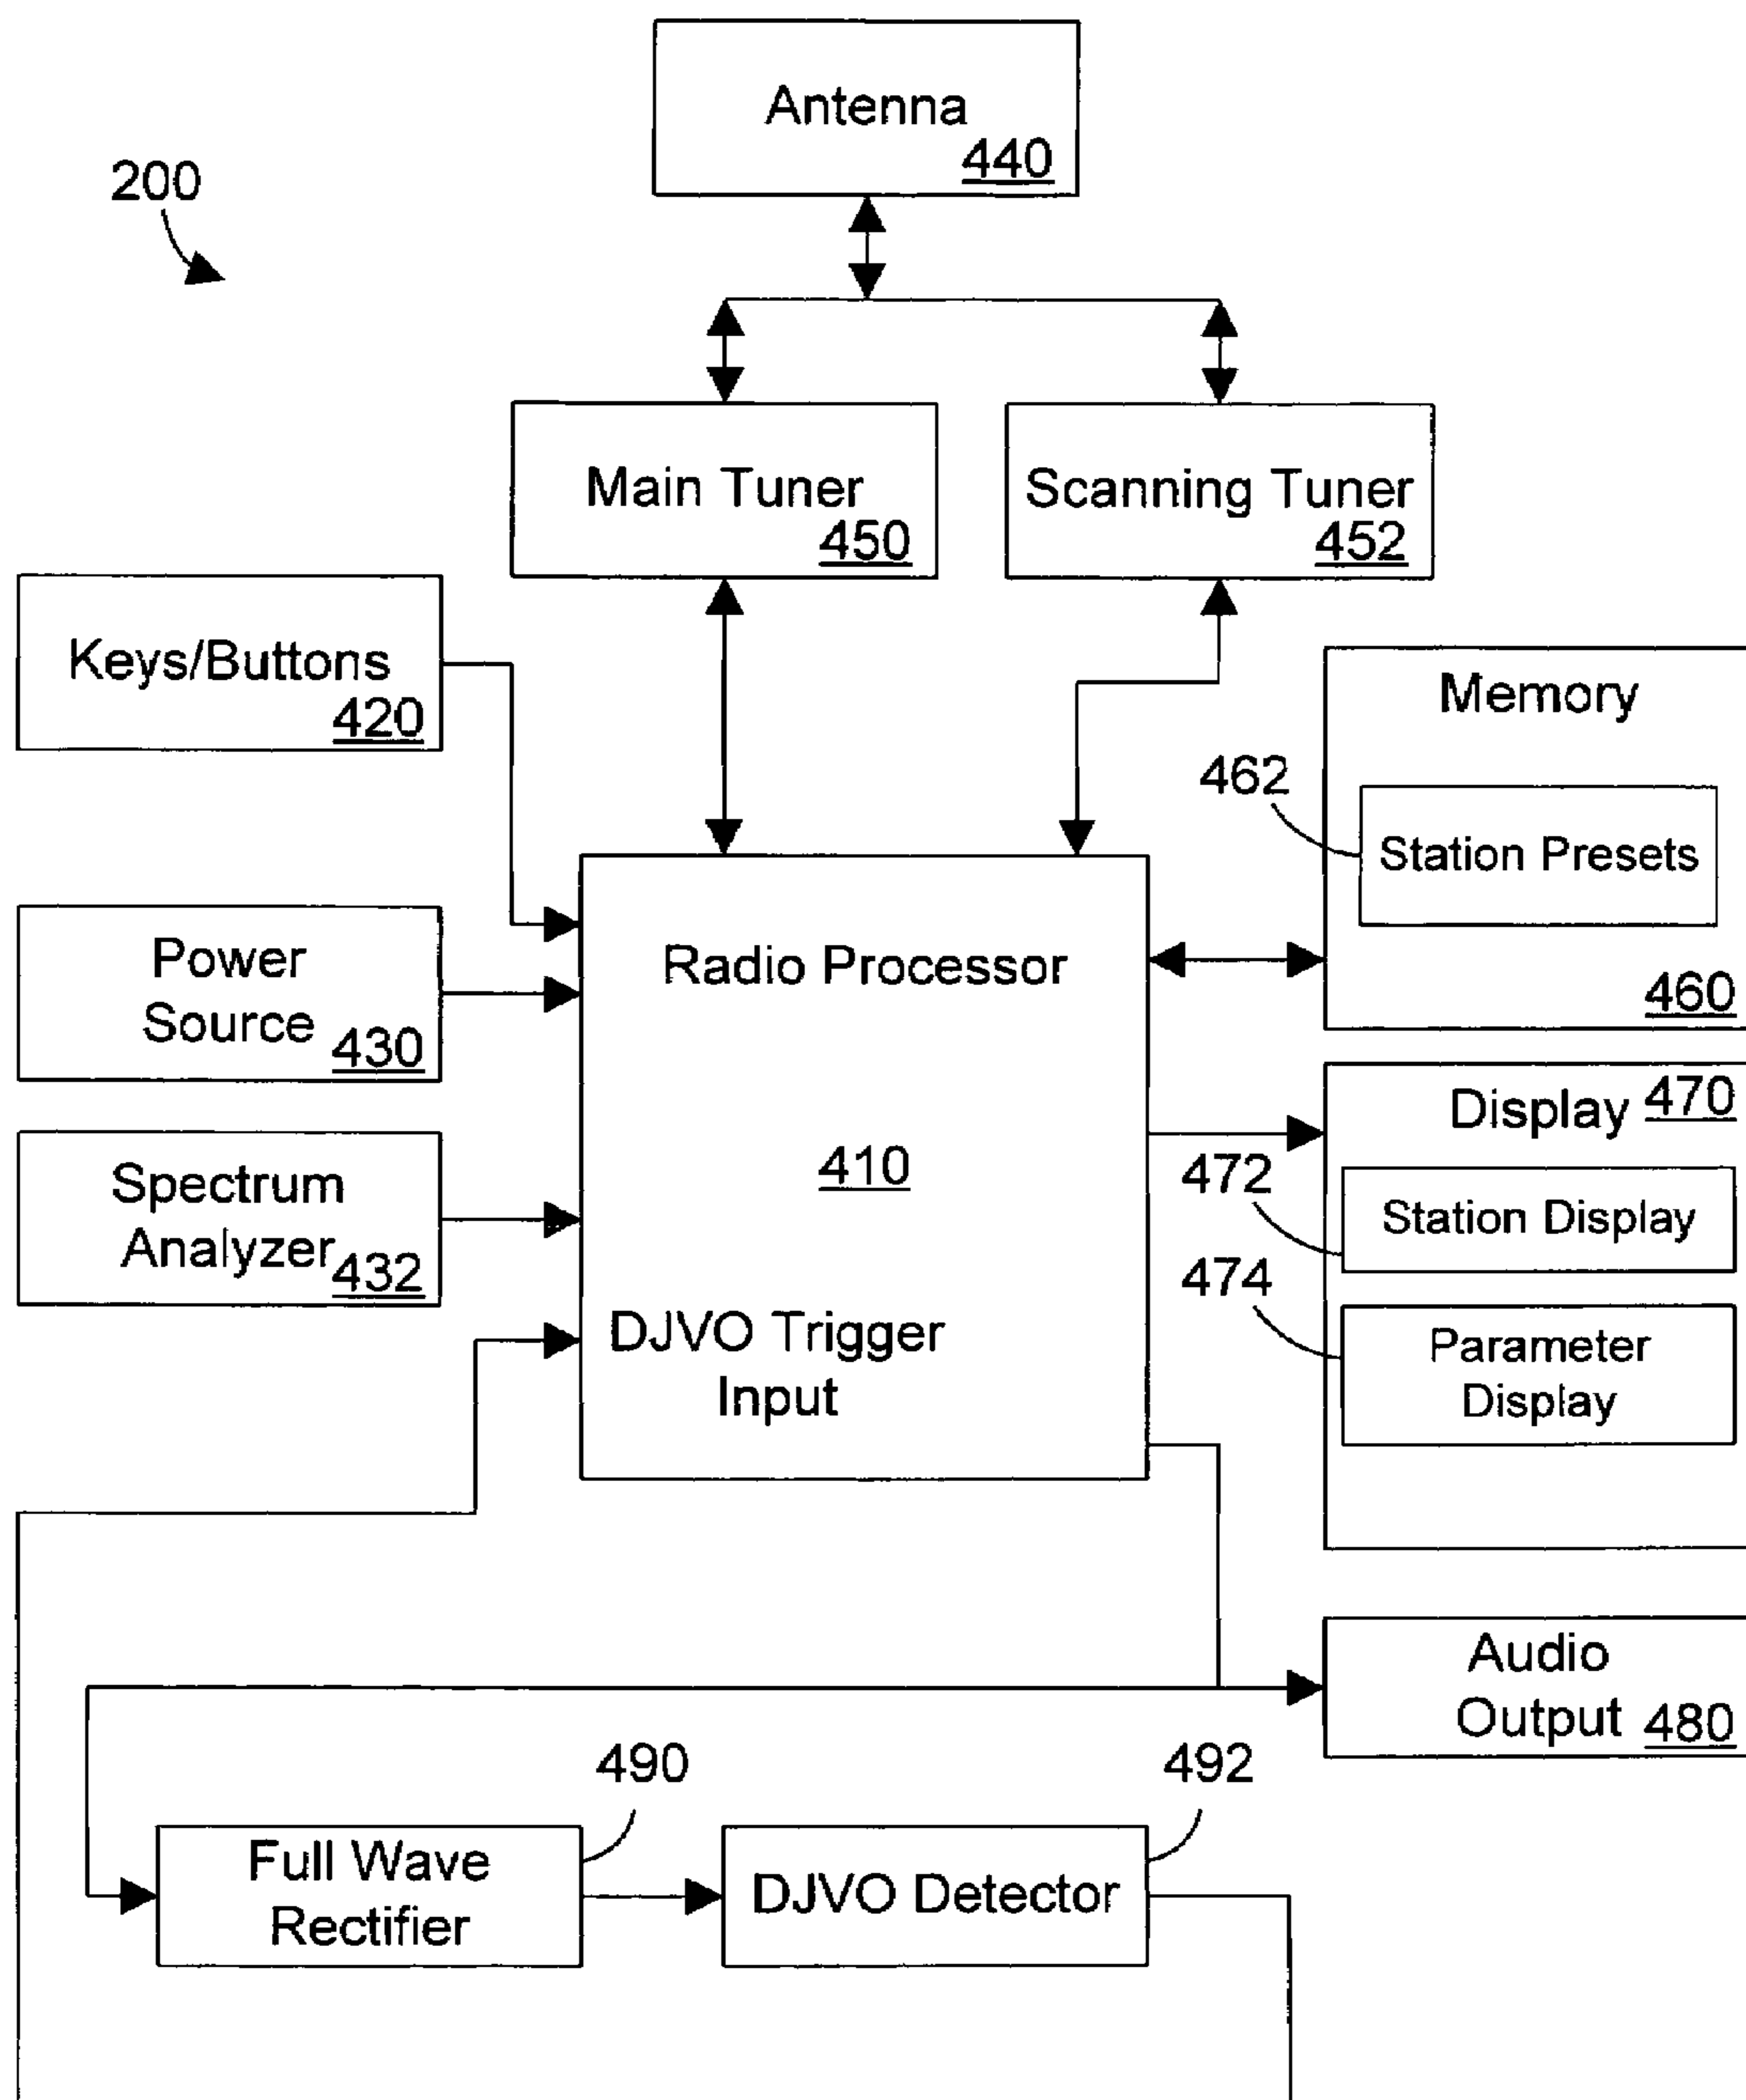 Antenna
440
200
Main Tuner
450
Scanning Tuner
452
Keys/Buttons
420
Memory
462
Station Presets
460
Power
Source
430
Radio Processor
410
DJVO Trigger
Input
Spectrum
Analyzer
432
Display 470
472
Station Display
474
Parameter
Display
Audio
Output 480
490
Full Wave
Rectifier
492
DJVO Detector